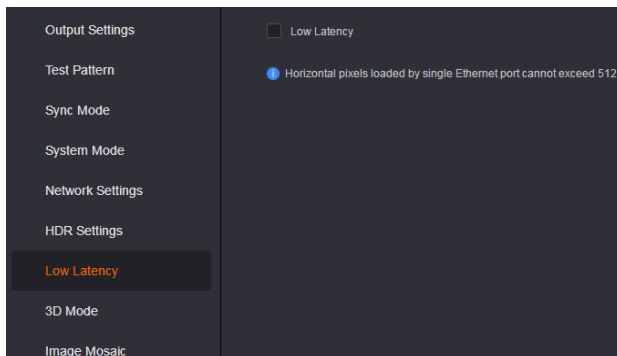 Output Settings
Low Latency
Test Pattern
Horizontal pixels loaded by single Ethernet port cannot exceed 512
Sync Mode
System Mode
Network Settings
HDR Settings
Low Latency
3D Mode
Image Mosaic